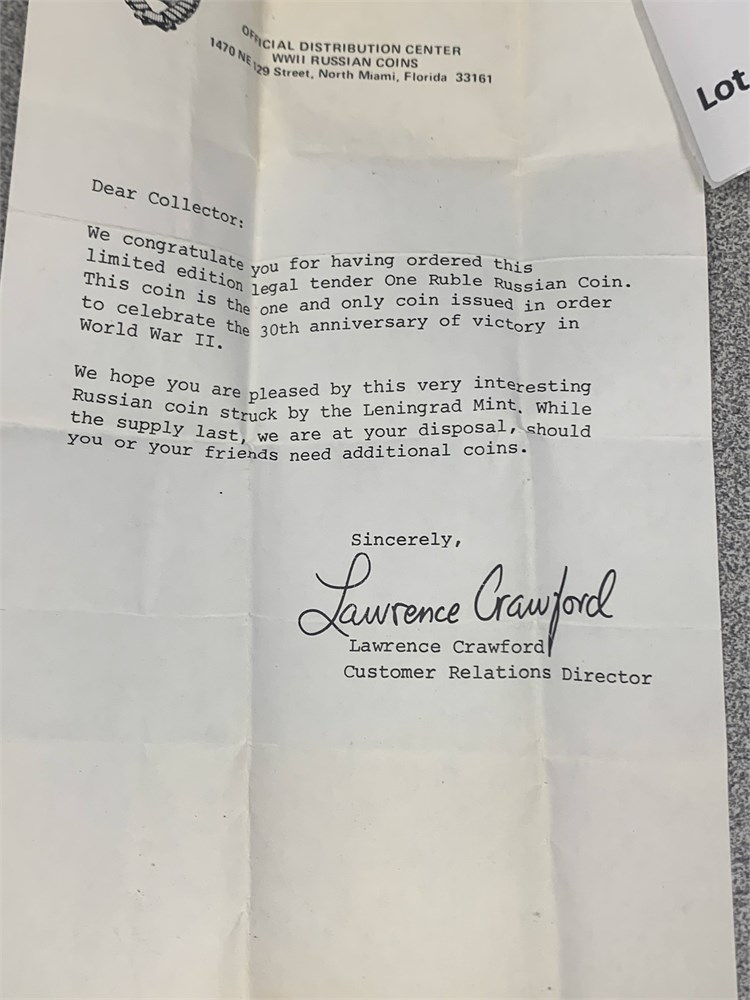 OFFICIAL DISTRIBUTION CENTER
WWII RUSSIAN COINS
1470 NE 129 Street, North Miami, Florida 33161
Lot
Dear Collector:
We congratulate you for having ordered this
limited edition legal tender One Ruble Russian Coin.
This coin is the one and only coin issued in order
to celebrate the 30th anniversary of victory in
World War II.
We hope you are pleased by this very interesting
Russian coin struck by the Leningrad Mint. While
the supply last, we are at your disposal, should
you or your friends need additional coins.
Sincerely,
Lawrence Crawford
Lawrence Crawford
Customer Relations Director